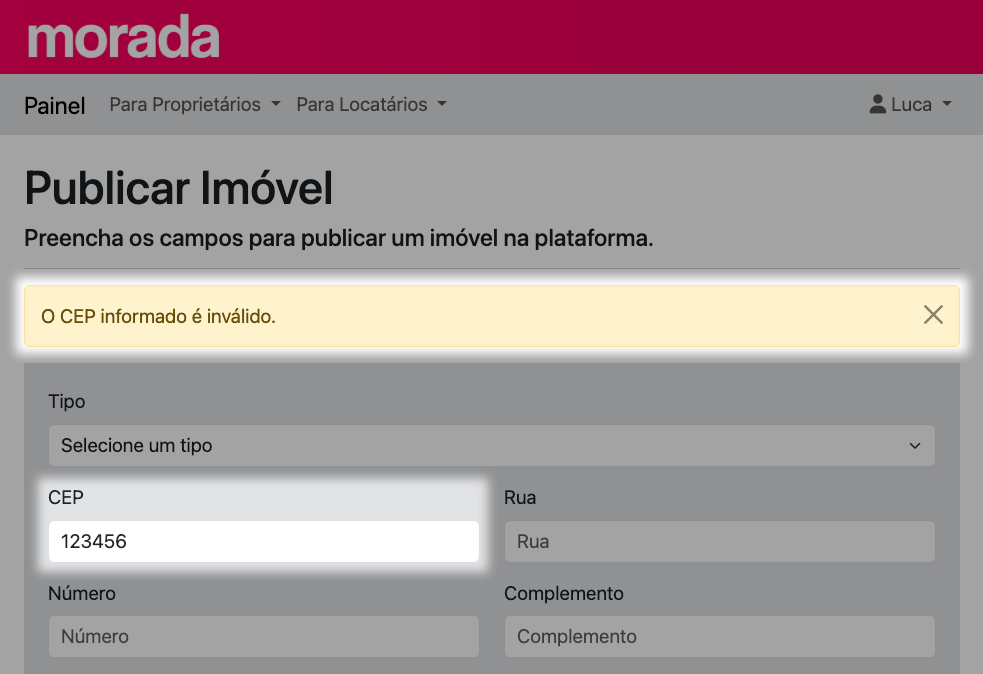 morada
Painel Para Proprietários Para Locatários Luca
Publicar Imóvel
Preencha os campos para publicar um imóvel na plataforma.
O CEP informado é inválido.
Tipo
Selecione um tipo
CEP Rua
123456 Rua
Número Complemento
Número Complemento